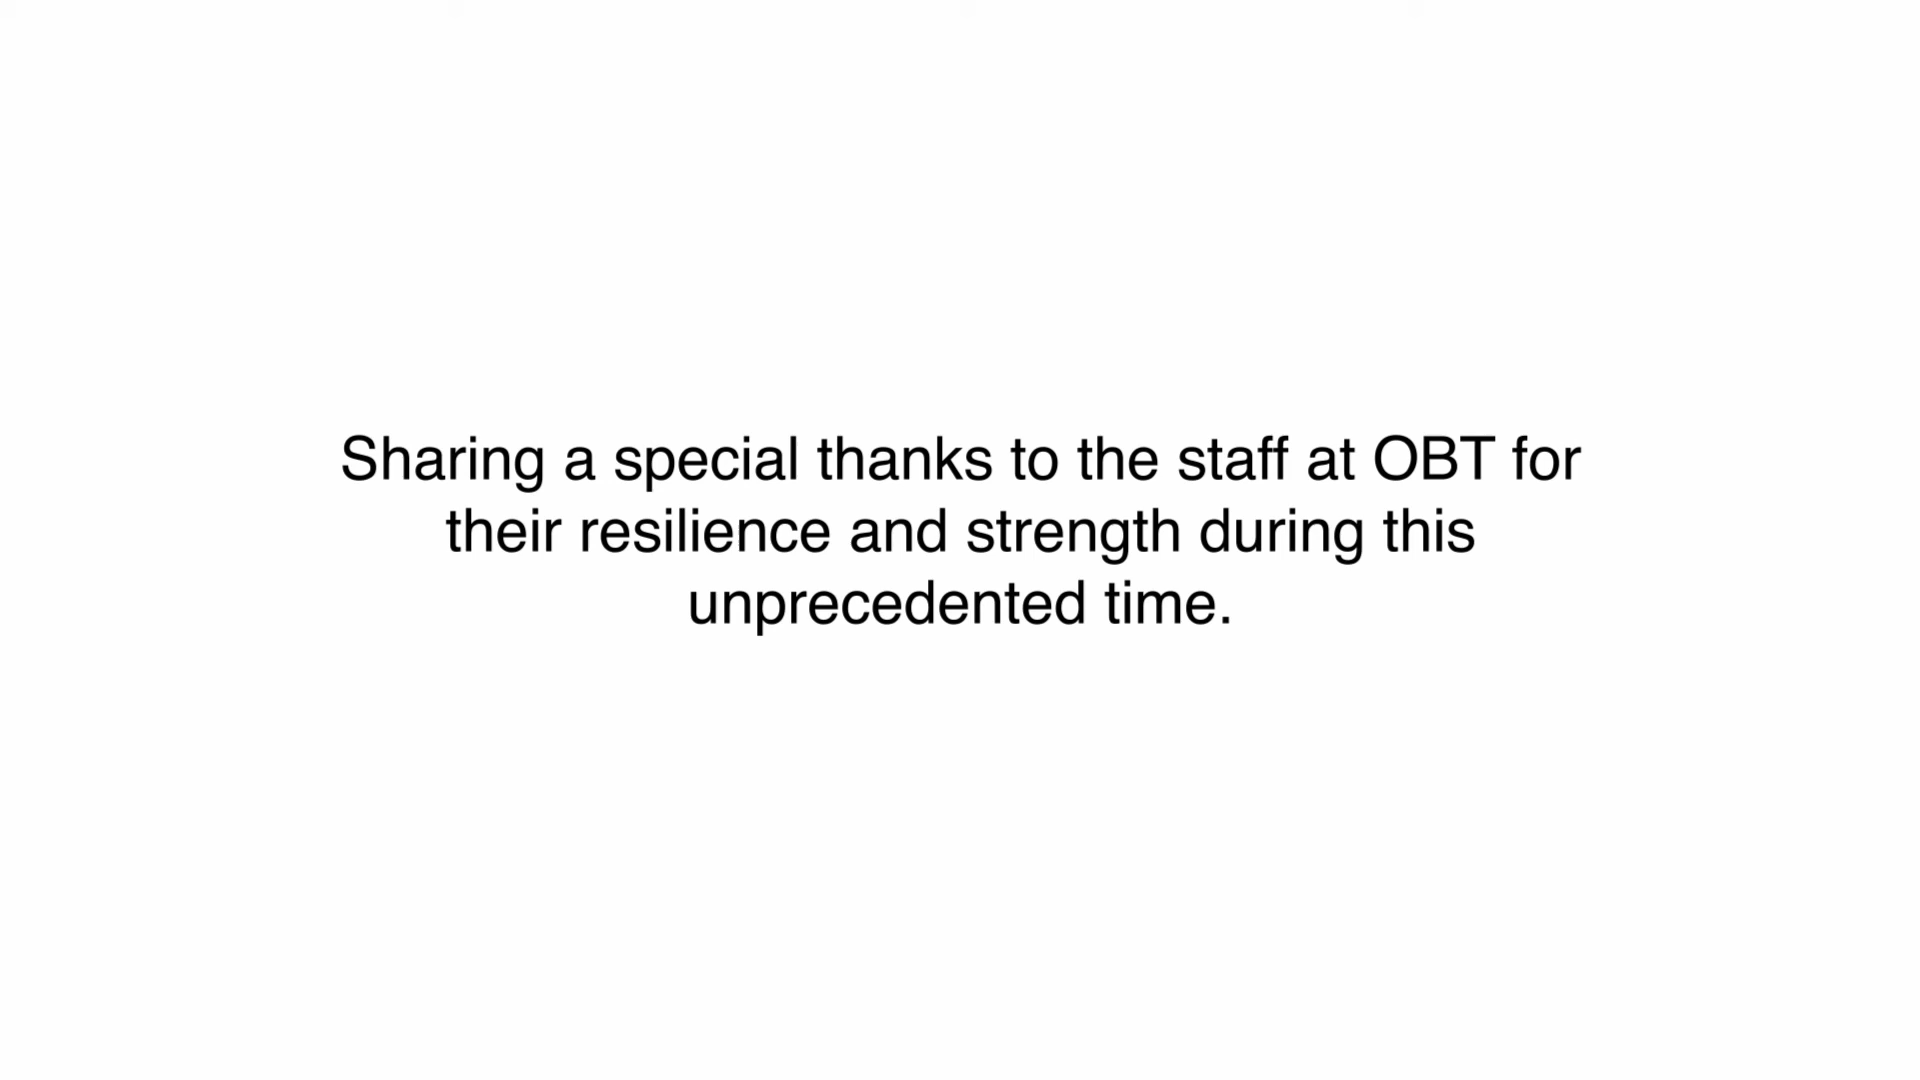 Sharing a special thanks to the staff at OBT for
their resilience and strength during this
unprecedented time.